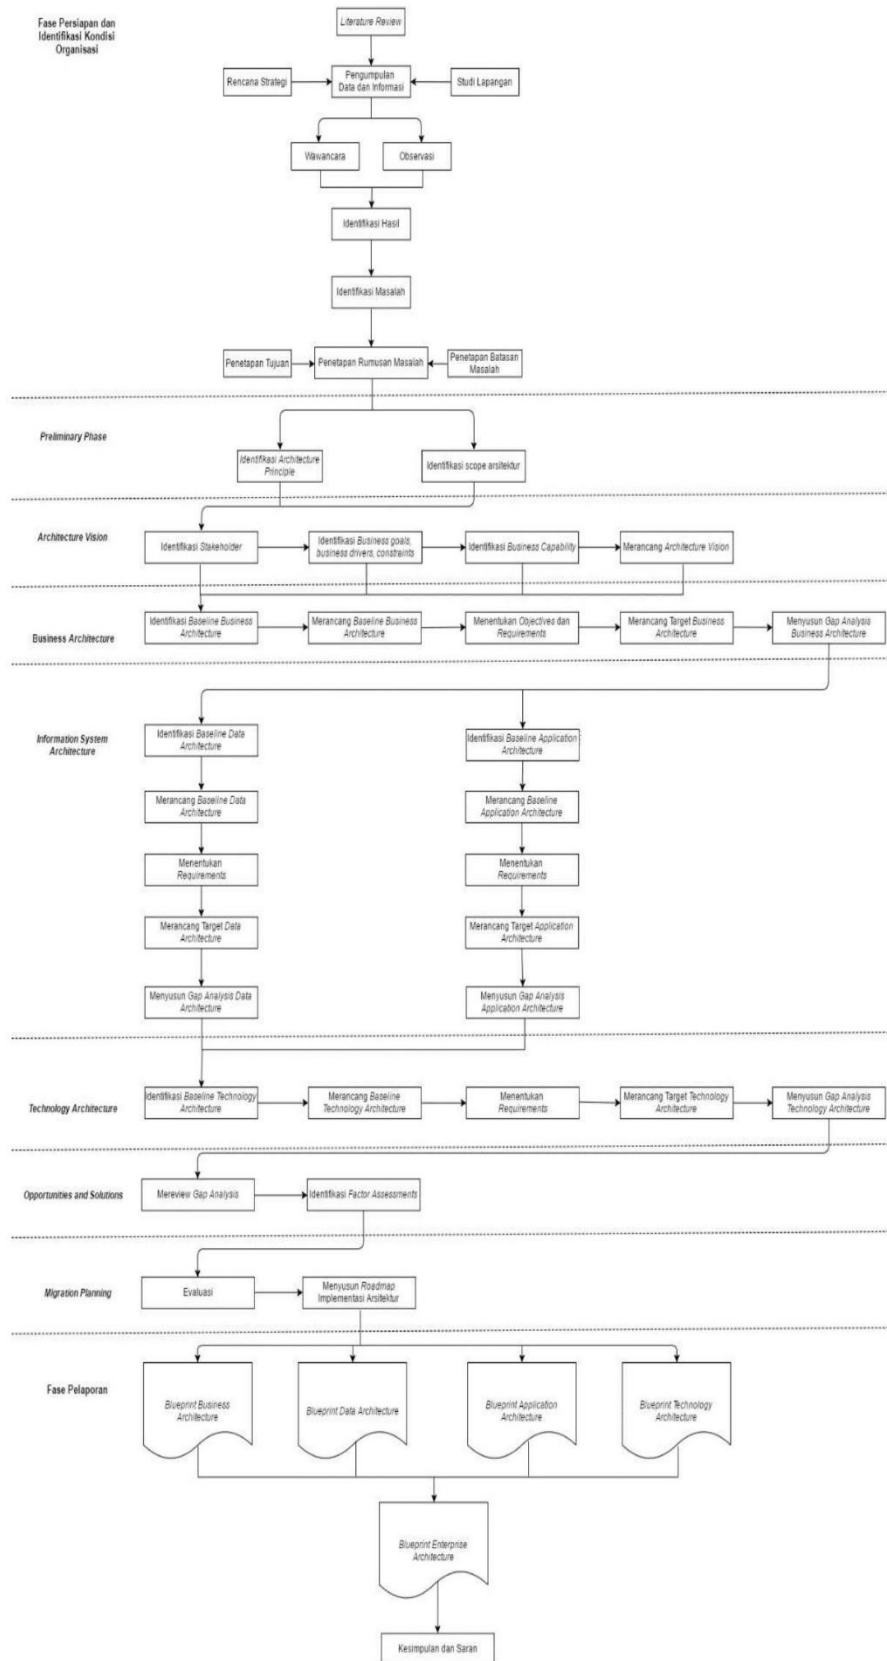 Fase Persiapan dan
Identifikasi Kondisi
Organisasi
Literature Review
Rencana Strategi
Pengumpulan
Data dan Informasi
Studi Lapangan
Wawancara
Observasi
Identifikasi Hasil
Identifikasi Masalah
Penetapan Tujuan
Penetapan Rumusan Masalah
Penetapan Batasan
Masalah
Preliminary Phase
Identifikasi Architecture
Principle
Identifikasi scope arsitektur
Architecture Vision
Identifikasi Stakeholder
Identifikasi Business goals,
business drivers, constraints
Identifikasi Business Capability
Merancang Architecture Vision
Business Architecture
Identifikasi Baseline Business
Architecture
Merancang Baseline Business
Architecture
Menentukan Objectives dan
Requirements
Merancang Target Business
Architecture
Menyusun Gap Analysis
Business Architecture
Information System
Architecture
Identifikasi Baseline Data
Architecture
Identifikasi Baseline Application
Architecture
Merancang Baseline Data
Architecture
Merancang Baseline
Application Architecture
Menentukan
Requirements
Menentukan
Requirements
Merancang Target Data
Architecture
Merancang Target Application
Architecture
Menyusun Gap Analysis Data
Architecture
Menyusun Gap Analysis
Application Architecture
Technology Architecture
Identifikasi Baseline Technology
Architecture
Merancang Baseline
Technology Architecture
Menentukan
Requirements
Merancang Target Technology
Architecture
Menyusun Gap Analysis
Technology Architecture
Opportunities and Solutions
Mereview Gap Analysis
Identifikasi Factor Assessments
Migration Planning
Evaluasi
Menyusun Roadmap
Implementasi Arsitektur
Fase Pelaporan
Blueprint Business
Architecture
Blueprint Data Architecture
Blueprint Application
Architecture
Blueprint Technology
Architecture
Blueprint Enterprise
Architecture
Kesimpulan dan Saran